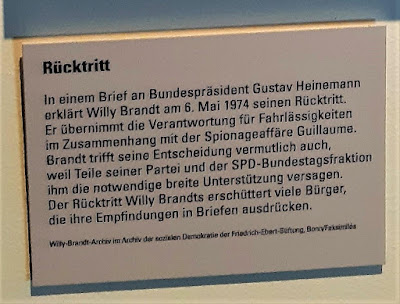 Rücktritt
In einem Brief an Bundespräsident Gustav Heinemann
erklärt Willy Brandt am 6. Mai 1974 seinen Rücktritt.
Er übernimmt die Verantwortung für Fahrlässigkeiten
im Zusammenhang mit der Spionageaffäre Guillaume.
Brandt trifft seine Entscheidung vermutlich auch,
weil Teile seiner Partei und der SPD-Bundestagsfraktion
ihm die notwendige breite Unterstützung versagen.
Der Rücktritt Willy Brandts erschüttert viele Bürger,
die ihre Empfindungen in Briefen ausdrücken.
Willy-Brandt-Archiv im Archiv der sozialen Demokratie der Friedrich-Ebert-Stiftung, Bonn/Faksimiles